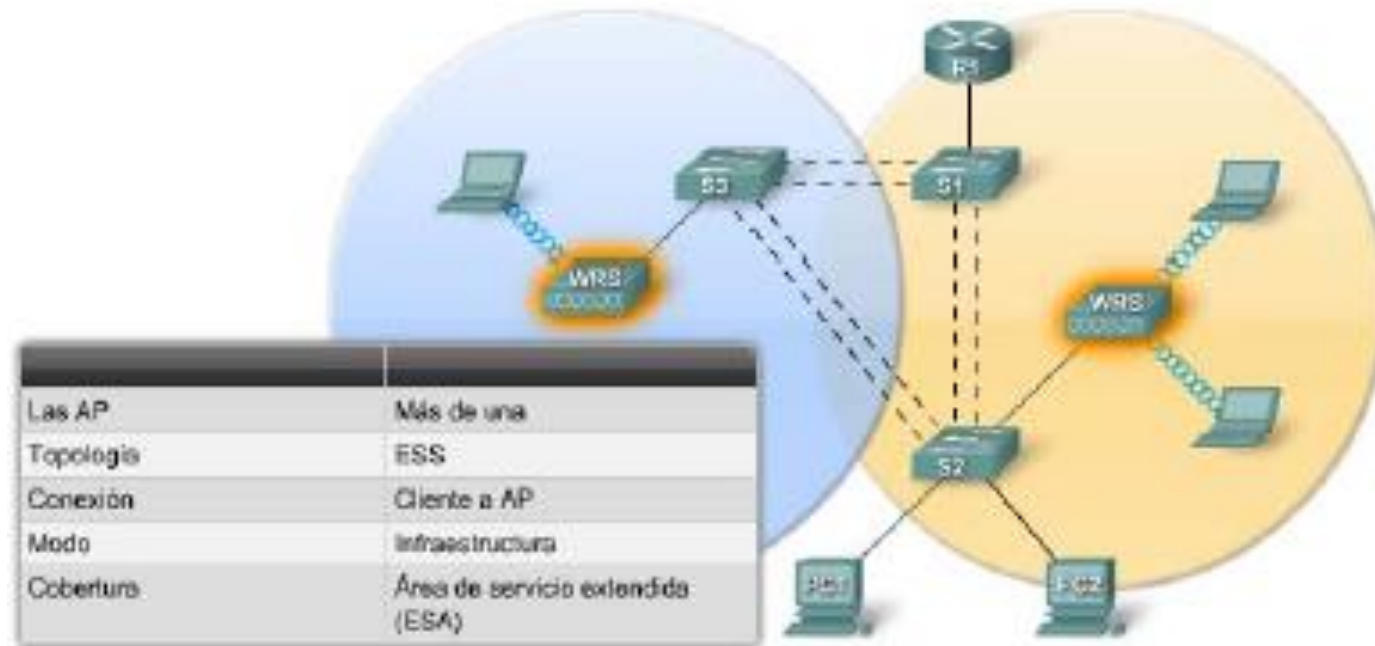 R1
S3
S1
WRS
WRS
S2
Las AP Más de una
Topología ESS
Conexión Cliente a AP
Modo Infraestructura
Cobertura Área de servicio extendida
(ESA)
PC1
PC2